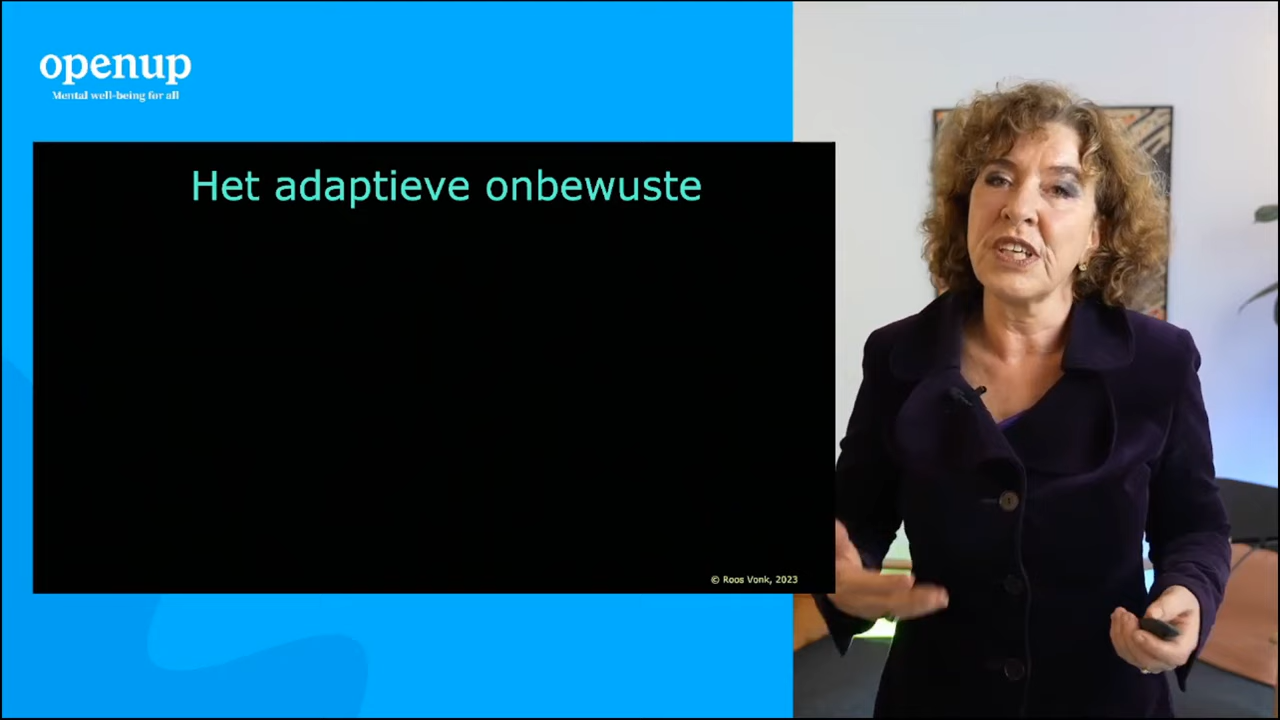 openup
Mental well-being for all
Het adaptieve onbewuste
© Roos Vonk, 2023